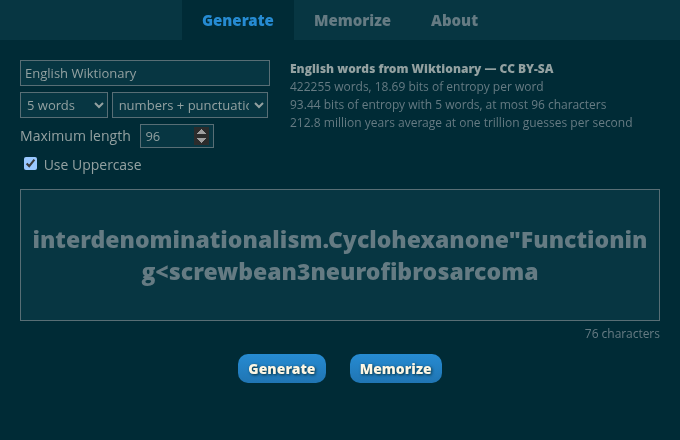 Generate Memorize About
English Wiktionary
English words from Wiktionary — CC BY-SA
422255 words, 18.69 bits of entropy per word
5 words numbers + punctuatic
93.44 bits of entropy with 5 words, at most 96 characters
212.8 million years average at one trillion guesses per second
Maximum length 96
Use Uppercase
interdenominationalism.Cyclohexanone"Functionin
g<screwbean3neurofibrosarcoma
76 characters
Generate Memorize